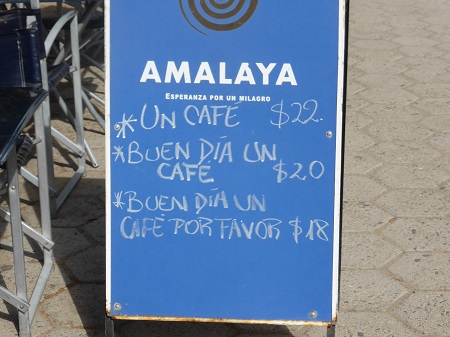 AMALAYA
ESPERANZA POR UN MILAGRO
*UN CAFÉ $22.
*BUEN DÍA UN
CAFÉ. $20
*BUEN DÍA UN
CAFÉ POR FAVOR $18